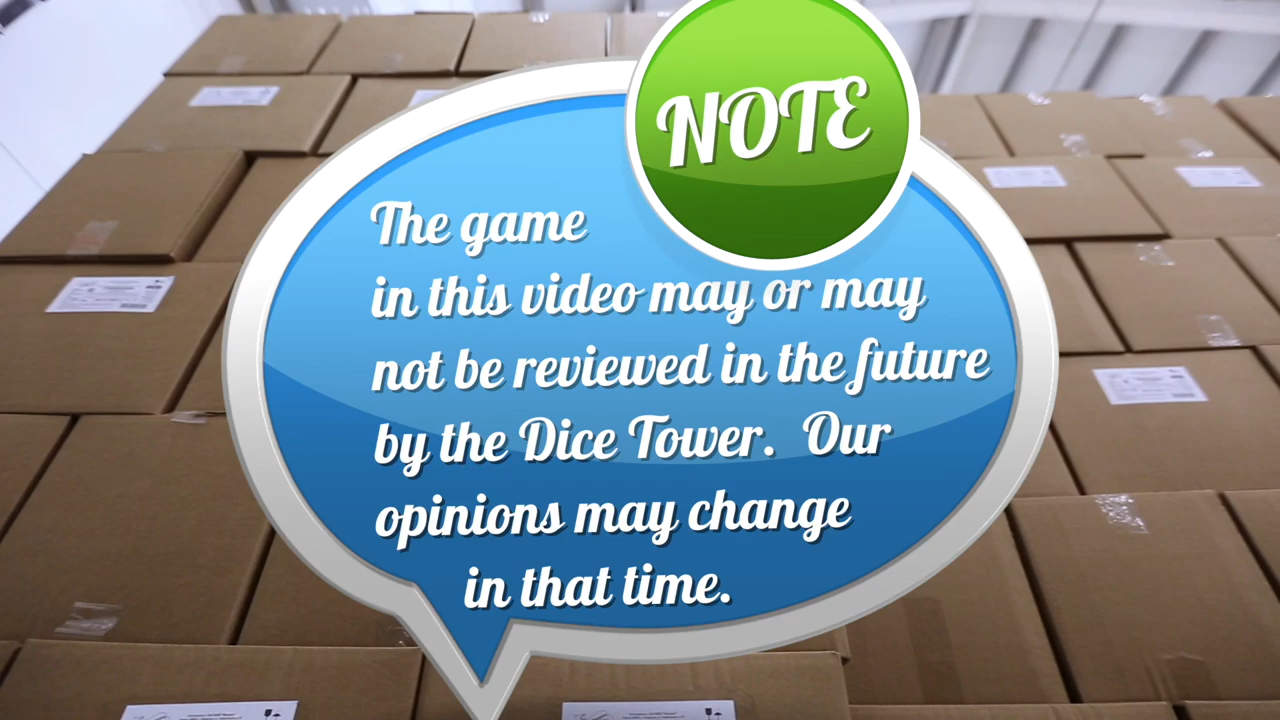 NOTE
The game
in this video may or may
not be reviewed in the future
by the Dice Tower. Our
opinions may change
in that time.